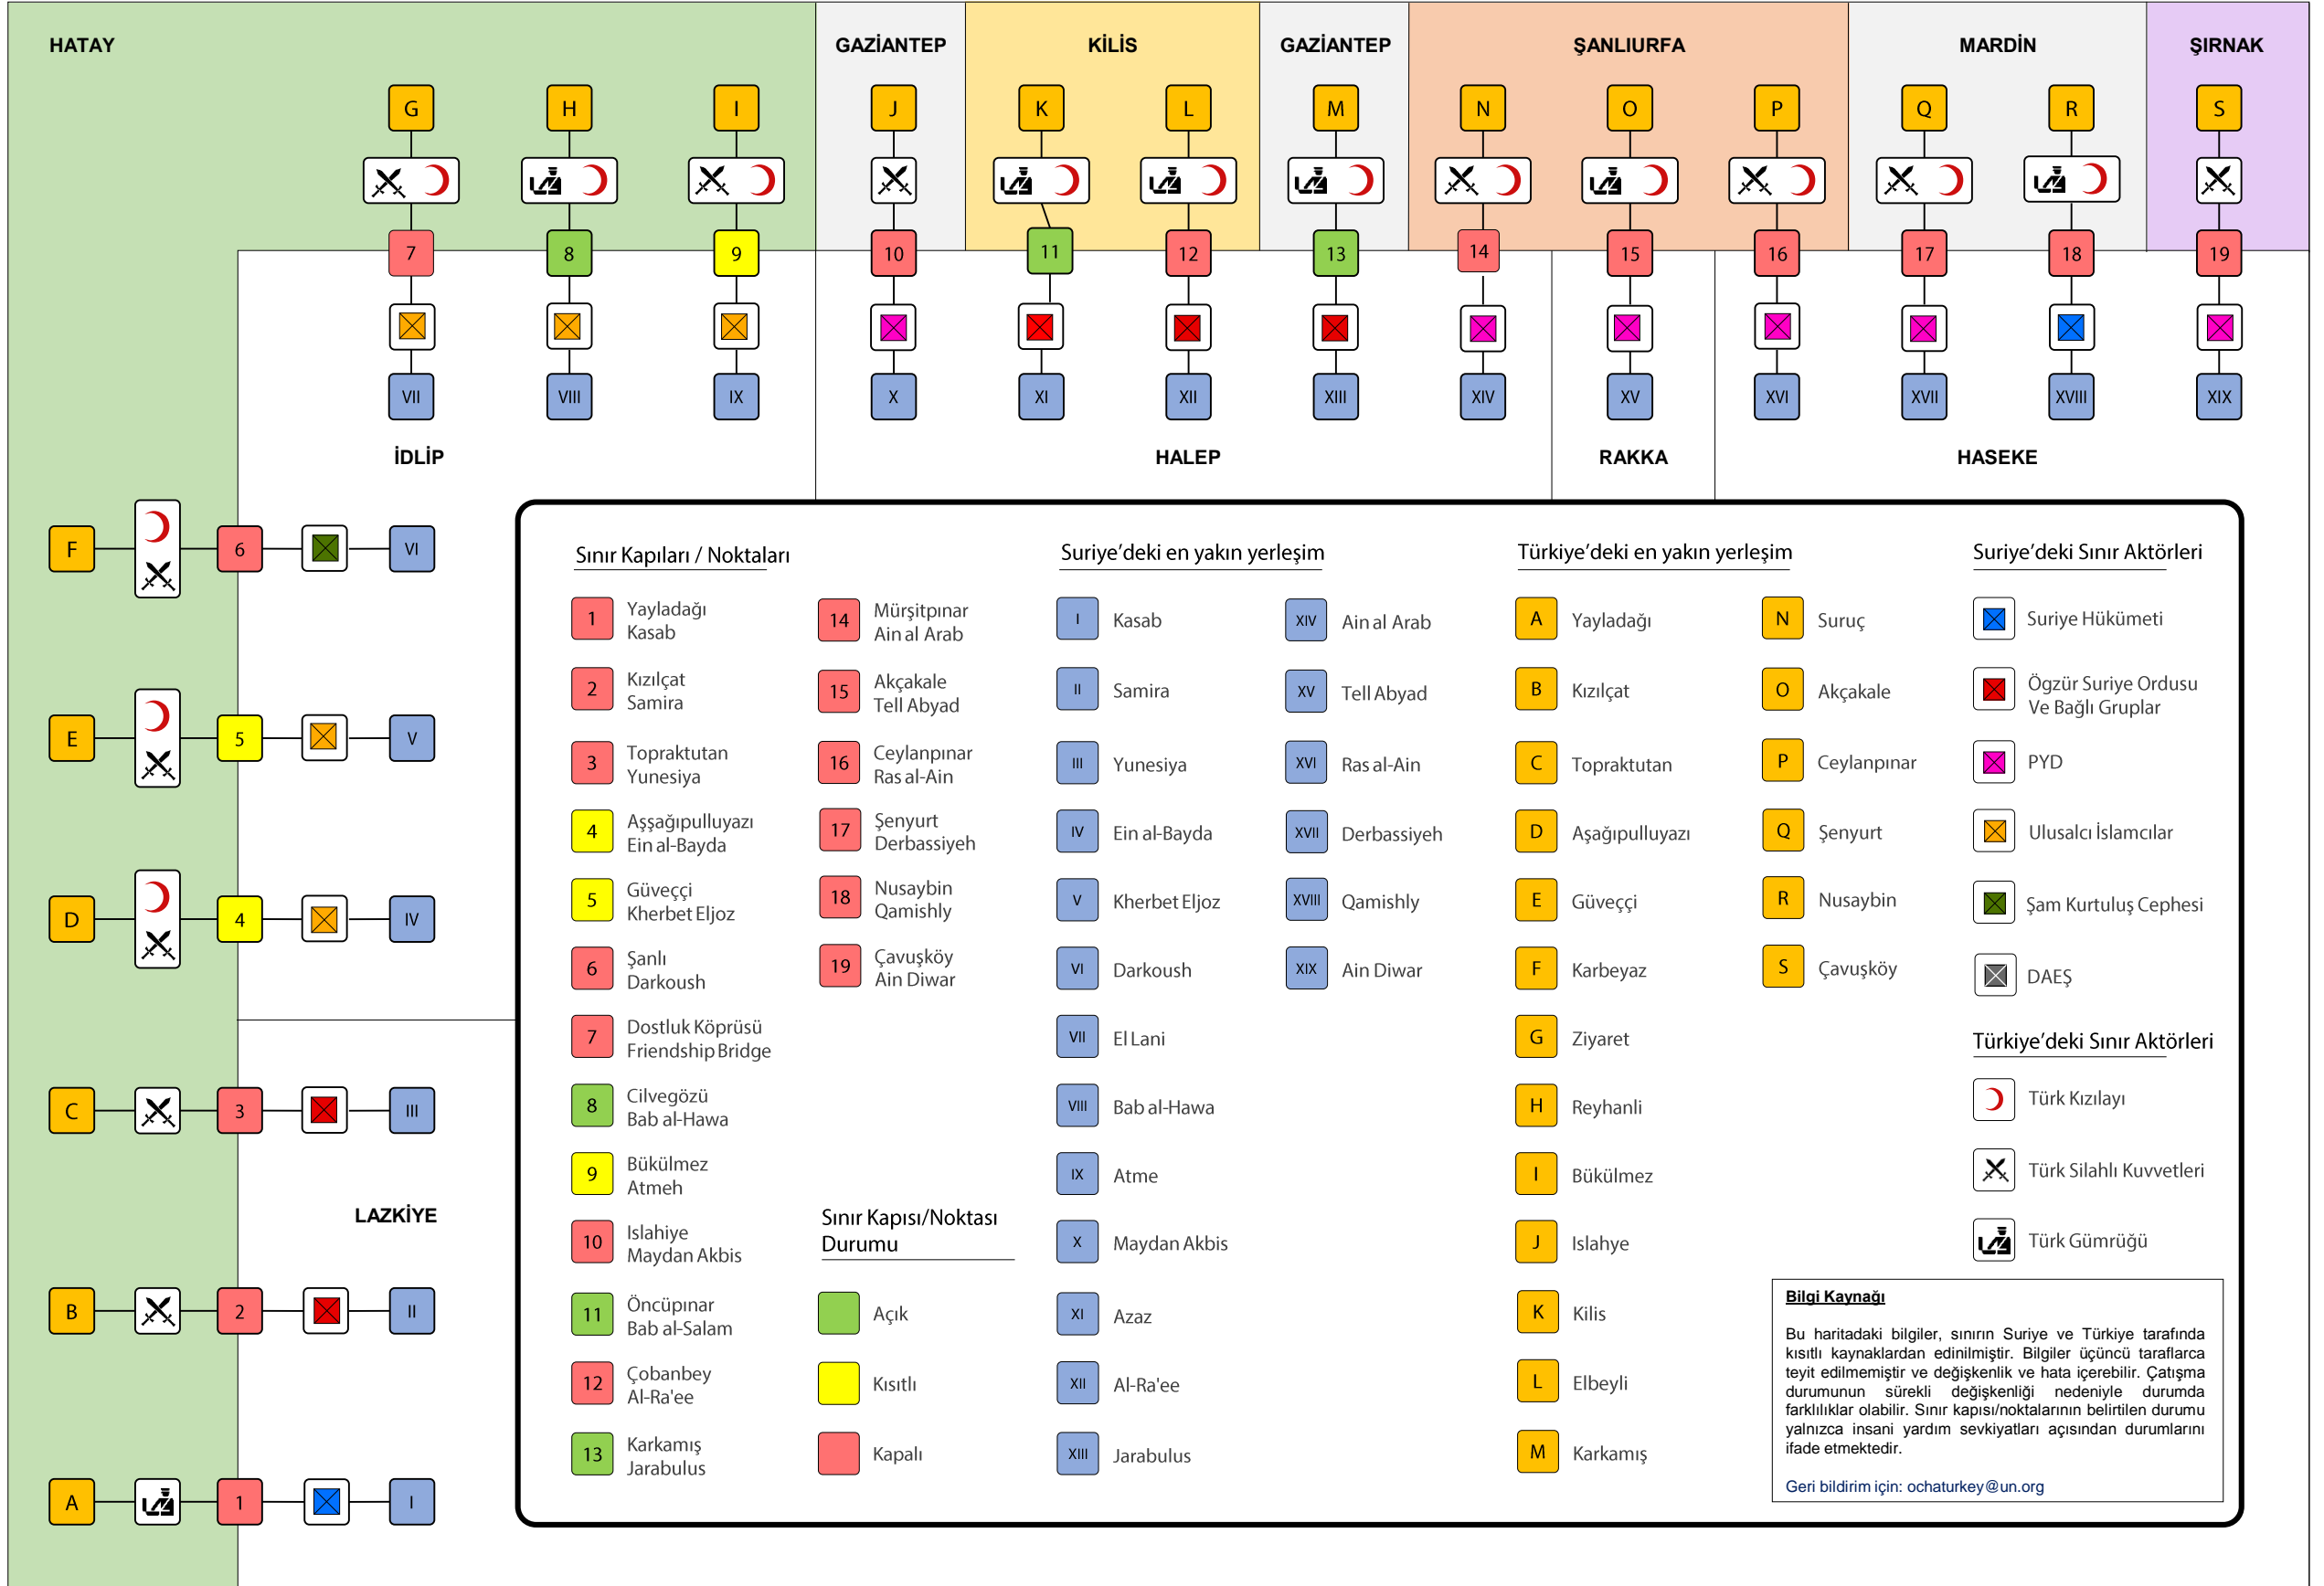 HATAY
GAZİANTEP
KİLİS
GAZİANTEP
ŞANLIURFA
MARDİN
ŞIRNAK
G
H
I
J
K
L
M
N
O
P
Q
R
S
7
8
9
10
11
12
13
14
15
16
17
18
19
VII
VIII
IX
X
XI
XII
XIII
XIV
XV
XVI
XVII
XVIII
XIX
İDLİP
HALEP
RAKKA
HASEKE
F
6
VI
E
5
V
D
4
IV
C
3
III
LAZKİYE
B
2
II
A
1
I
Sınır Kapıları / Noktaları
1
Yayladağı
Kasab
2
Kızılçat
Samira
3
Topraktutan
Yunesiya
4
Aşşağıpulluyazı
Ein al-Bayda
5
Güveççi
Kherbet Eljoz
6
Şanlı
Darkoush
7
Dostluk Köprüsü
Friendship Bridge
8
Cilvegözü
Bab al-Hawa
9
Bükülmez
Atmeh
10
Islahiye
Maydan Akbis
11
Öncüpınar
Bab al-Salam
12
Çobanbey
Al-Ra'ee
13
Karkamış
Jarabulus
14
Mürşitpınar
Ain al Arab
15
Akçakale
Tell Abyad
16
Ceylanpınar
Ras al-Ain
17
Şenyurt
Derbassiyeh
18
Nusaybin
Qamishly
19
Çavuşköy
Ain Diwar
Sınır Kapısı/Noktası
Durumu
Açık
Kısıtlı
Kapalı
Suriye’deki en yakın yerleşim
I Kasab
II Samira
III Yunesiya
IV Ein al-Bayda
V Kherbet Eljoz
VI Darkoush
VII El Lani
VIII Bab al-Hawa
IX Atme
X Maydan Akbis
XI Azaz
XII Al-Ra'ee
XIII Jarabulus
XIV Ain al Arab
XV Tell Abyad
XVI Ras al-Ain
XVII Derbassiyeh
XVIII Qamishly
XIX Ain Diwar
Türkiye’deki en yakın yerleşim
A Yayladağı
B Kızılçat
C Topraktutan
D Aşağıpulluyazı
E Güveççi
F Karbeyaz
G Ziyaret
H Reyhanli
I Bükülmez
J Islahye
K Kilis
L Elbeyli
M Karkamış
N Suruç
O Akçakale
P Ceylanpınar
Q Şenyurt
R Nusaybin
S Çavuşköy
Suriye’deki Sınır Aktörleri
Suriye Hükümeti
Ögzür Suriye Ordusu
Ve Bağlı Gruplar
PYD
Ulusalcı İslamcılar
Şam Kurtuluş Cephesi
DAEŞ
Türkiye’deki Sınır Aktörleri
Türk Kızılayı
Türk Silahlı Kuvvetleri
Türk Gümrüğü
Bilgi Kaynağı
Bu haritadaki bilgiler, sınırın Suriye ve Türkiye tarafında
kısıtlı kaynaklardan edinilmiştir. Bilgiler üçüncü taraflarca
teyit edilmemiştir ve değişkenlik ve hata içerebilir. Çatışma
durumunun sürekli değişkenliği nedeniyle durumda
farklılıklar olabilir. Sınır kapısı/noktalarının belirtilen durumu
yalnızca insani yardım sevkiyatları açısından durumlarını
ifade etmektedir.
Geri bildirim için: ochaturkey@un.org